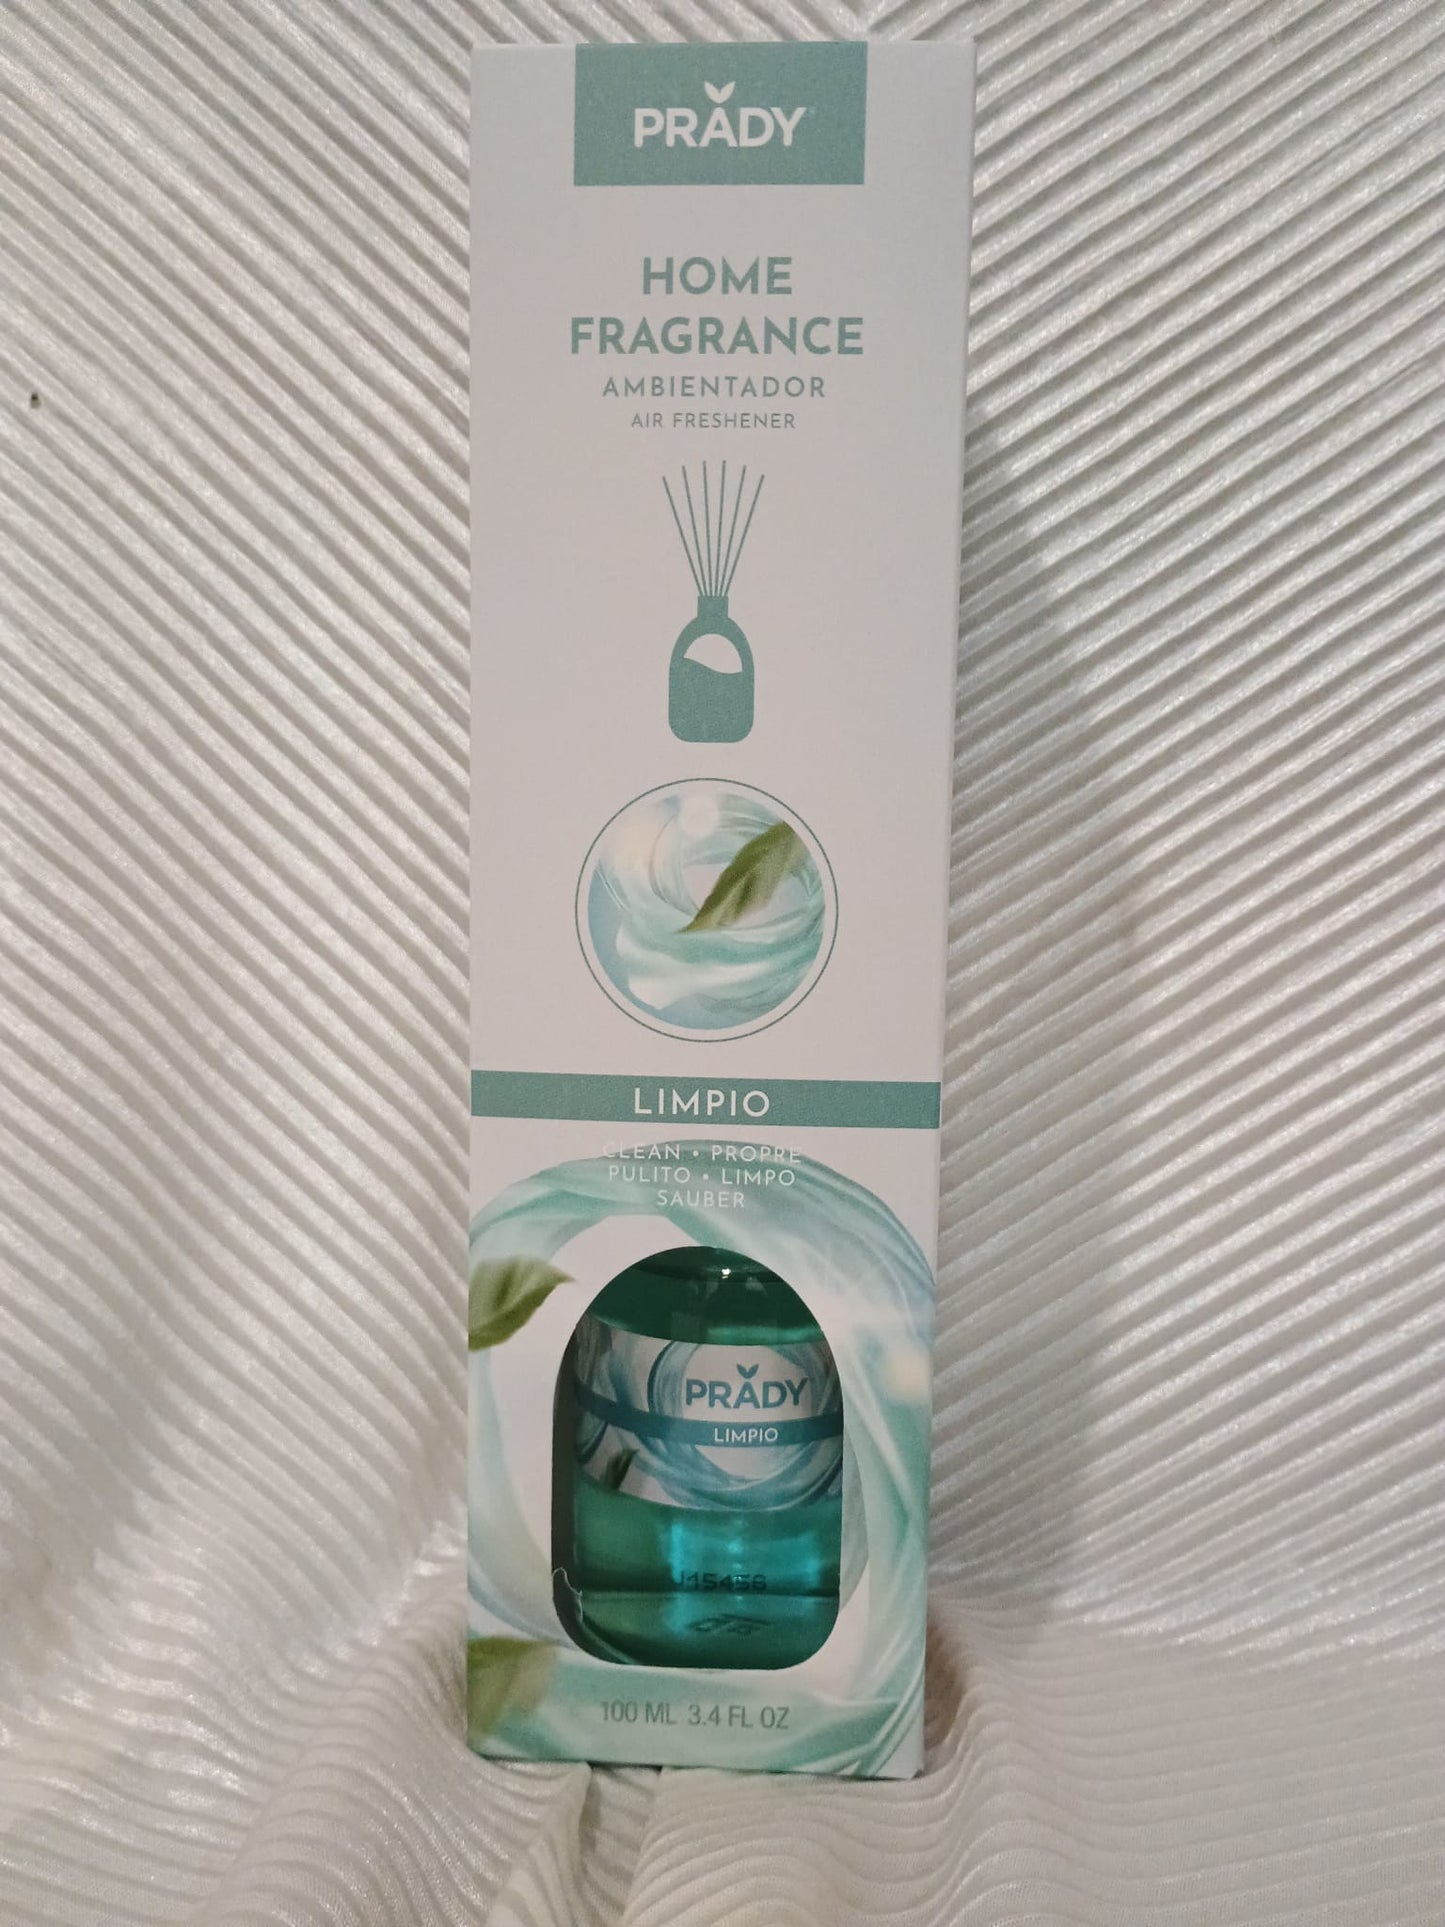 PRADY
HOME
FRAGRANCE
AMBIENTADOR
AIR FRESHENER
LIMPIO
CLEAN • PROPRE
PULITO • LIMPO
SAUBER
PRADY
LIMPIO
J15458
100 ML 3.4 FL OZ